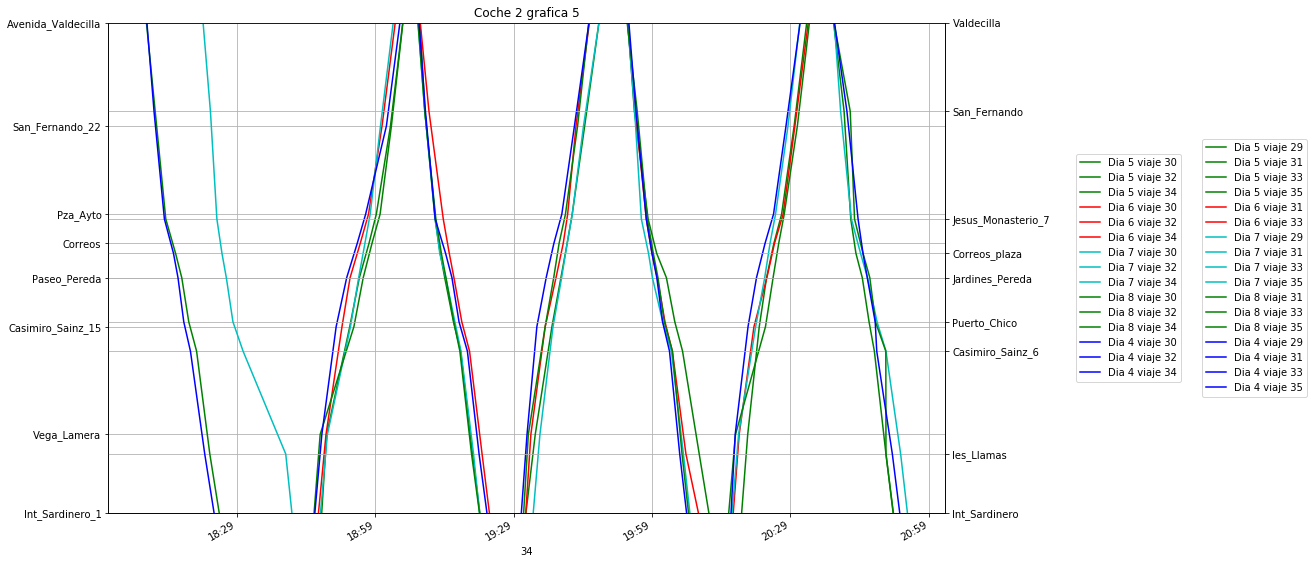 Coche 2 grafica 5
Avenida_Valdecilla
San_Fernando_22
Pza_Ayto
Correos
Paseo_Pereda
Casimiro_Sainz_15
Vega_Lamera
Int_Sardinero_1
Valdecilla
San_Fernando
Jesus_Monasterio_7
Correos_plaza
Jardines_Pereda
Puerto_Chico
Casimiro_Sainz_6
Ies_Llamas
Int_Sardinero
18:29
18:59
19:29
19:59
20:29
20:59
34
Dia 5 viaje 30
Dia 5 viaje 32
Dia 5 viaje 34
Dia 6 viaje 30
Dia 6 viaje 32
Dia 6 viaje 34
Dia 7 viaje 30
Dia 7 viaje 32
Dia 7 viaje 34
Dia 8 viaje 30
Dia 8 viaje 32
Dia 8 viaje 34
Dia 4 viaje 30
Dia 4 viaje 32
Dia 4 viaje 34
Dia 5 viaje 29
Dia 5 viaje 31
Dia 5 viaje 33
Dia 5 viaje 35
Dia 6 viaje 31
Dia 6 viaje 33
Dia 7 viaje 29
Dia 7 viaje 31
Dia 7 viaje 33
Dia 7 viaje 35
Dia 8 viaje 31
Dia 8 viaje 33
Dia 8 viaje 35
Dia 4 viaje 29
Dia 4 viaje 31
Dia 4 viaje 33
Dia 4 viaje 35